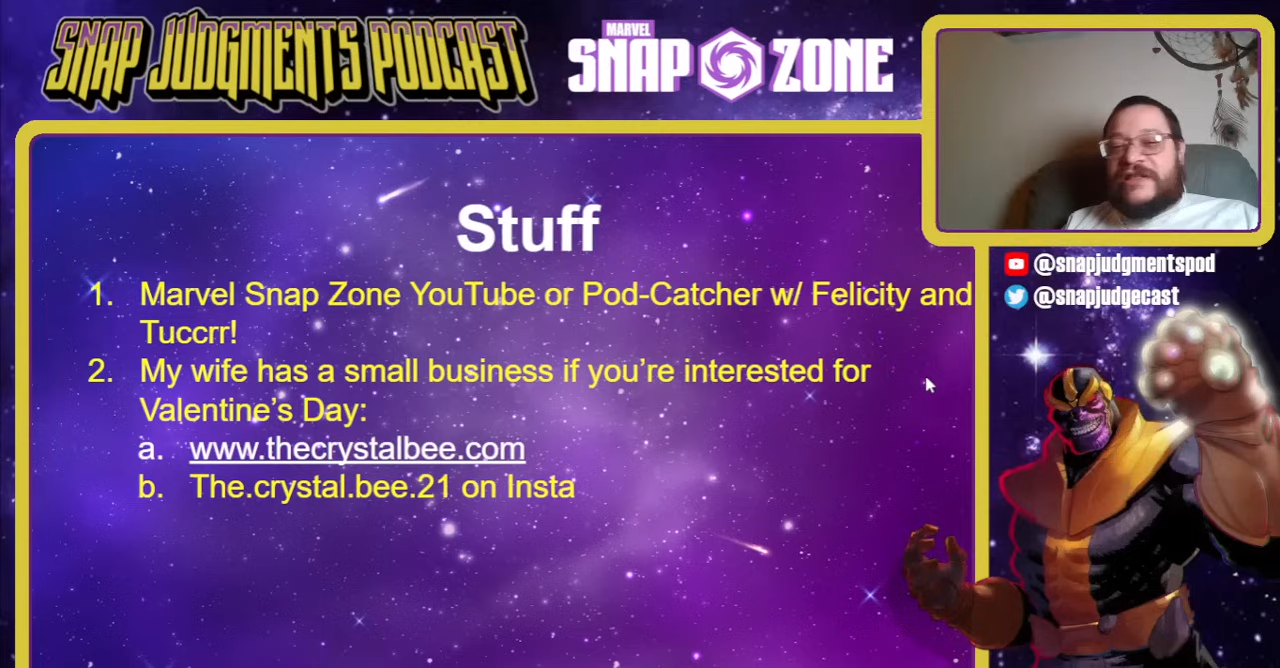 SNAP JUDGMENTS PODCAST
MARVEL
SNAP ZONE
@snapjudgmentspod
@snapjudgecast
Stuff
1. Marvel Snap Zone YouTube or Pod-Catcher w/ Felicity and
Tuccrr!
2. My wife has a small business if you’re interested for
Valentine’s Day:
a. www.thecrystalbee.com
b. The.crystal.bee.21 on Insta